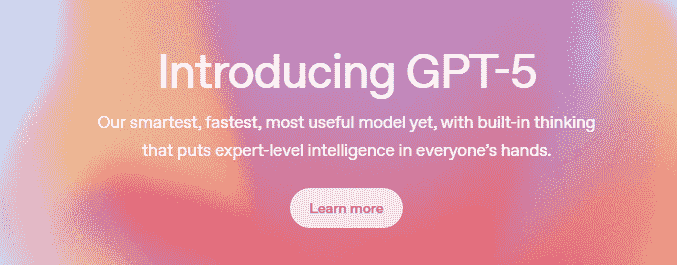 Introducing GPT-5
Our smartest, fastest, most useful model yet, with built-in thinking
that puts expert-level intelligence in everyone’s hands.
Learn more